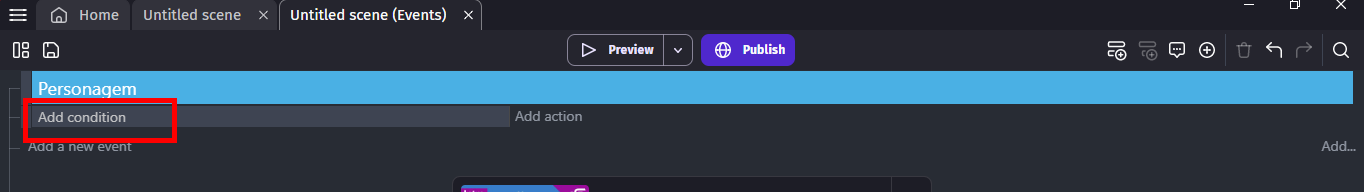 Home Untitled scene Untitled scene (Events)
Preview Publish
Personagem
Add condition Add action
Add a new event Add...